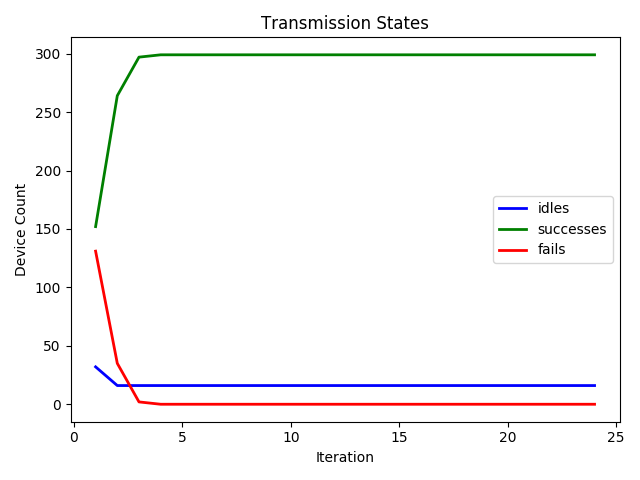 Transmission States
Device Count
300
250
200
150
100
50
0
idles
successes
fails
0 5 10 15 20 25
Iteration